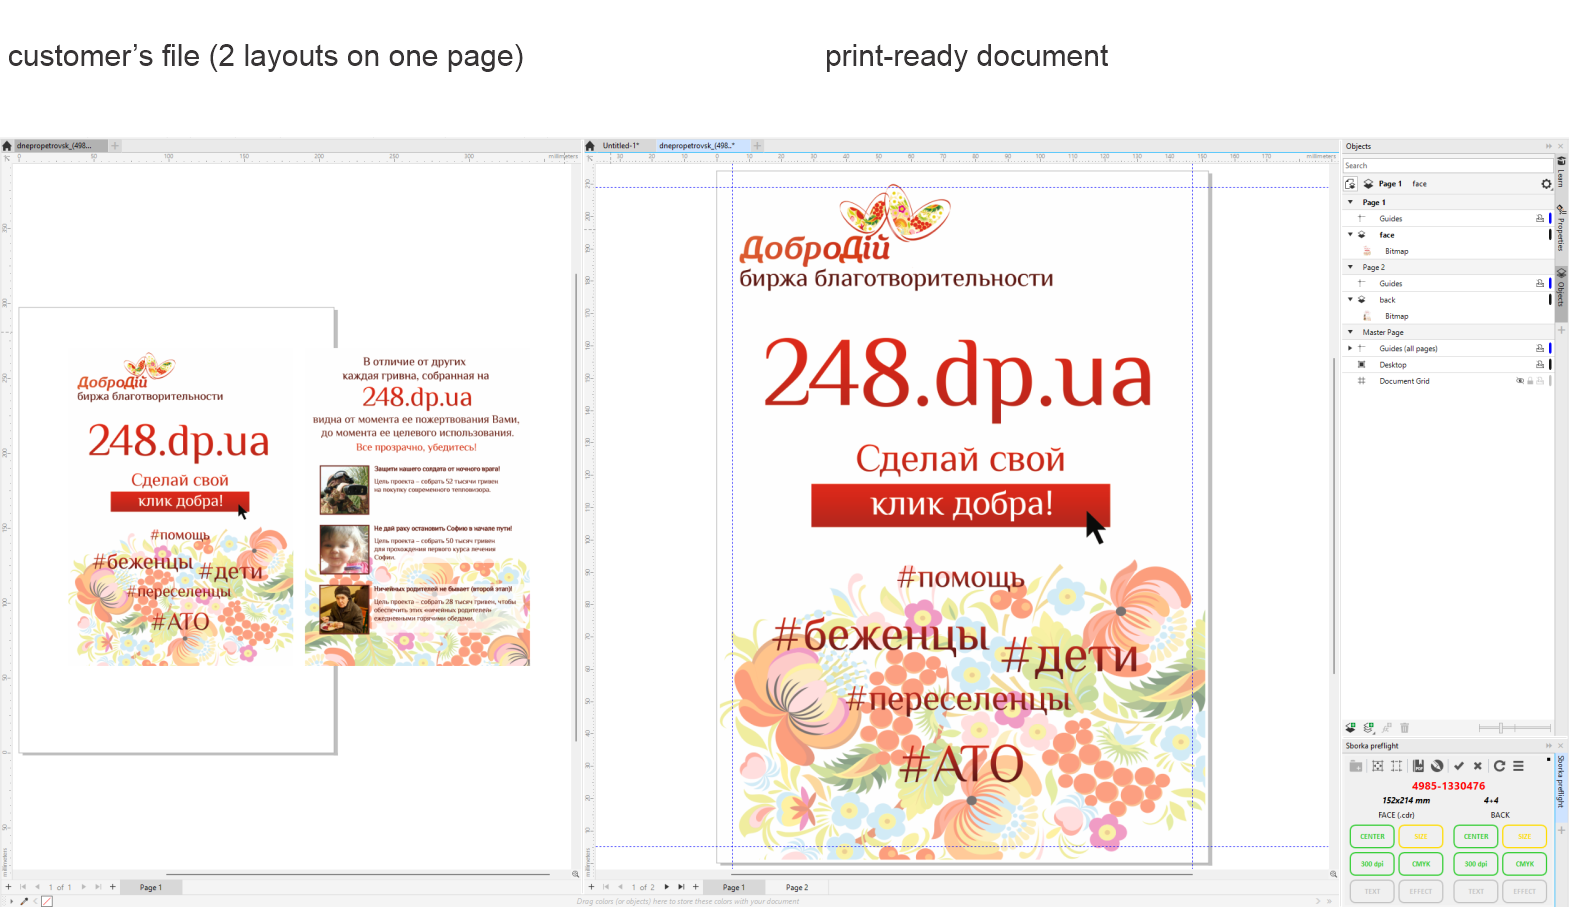 customer’s file (2 layouts on one page)
print-ready document
dnepropetrovsk_(498...
Untitled-1*
dnepropetrovsk_(498..*
millimeters
millimeters
ДоброДій
биржа благотворительности
248.dp.ua
Сделай свой
клик добра!
#помощь
#беженцы
#дети
#переселенцы
#АТО
В отличие от других
каждая гривна, собранная на
248.dp.ua
видна от момента ее пожертвования Вами,
до момента ее целевого использования.
Все прозрачно, убедитесь!
Защити нашего солдата от ночного врага!
Цель проекта – собрать 52 тысячи гривен
на покупку современного тепловизора.
Не дай раку остановить Софию в начале пути!
Цель проекта – собрать 50 тысяч гривен
для прохождения первого курса лечения
Софии.
Ничейных родителей не бывает (второй этап)!
Цель проекта – собрать 28 тысяч гривен, чтобы
обеспечить этих «ничейных родителей»
ежедневными горячими обедами.
ДоброДій
биржа благотворительности
248.dp.ua
Сделай свой
клик добра!
#помощь
#беженцы
#дети
#переселенцы
#АТО
1 of 1
Page 1
1 of 2
Page 1
Page 2
Drag colors (or objects) here to store these colors with your document
Objects
Search
Page 1 face
Page 1
Guides
face
Bitmap
Page 2
Guides
back
Bitmap
Master Page
Guides (all pages)
Desktop
Document Grid
Learn
Properties
Objects
Sborka preflight
Sborka preflight
4985-1330476
152x214 mm 4+4
FACE (.cdr) BACK
CENTER SIZE CENTER SIZE
300 dpi CMYK 300 dpi CMYK
TEXT EFFECT TEXT EFFECT